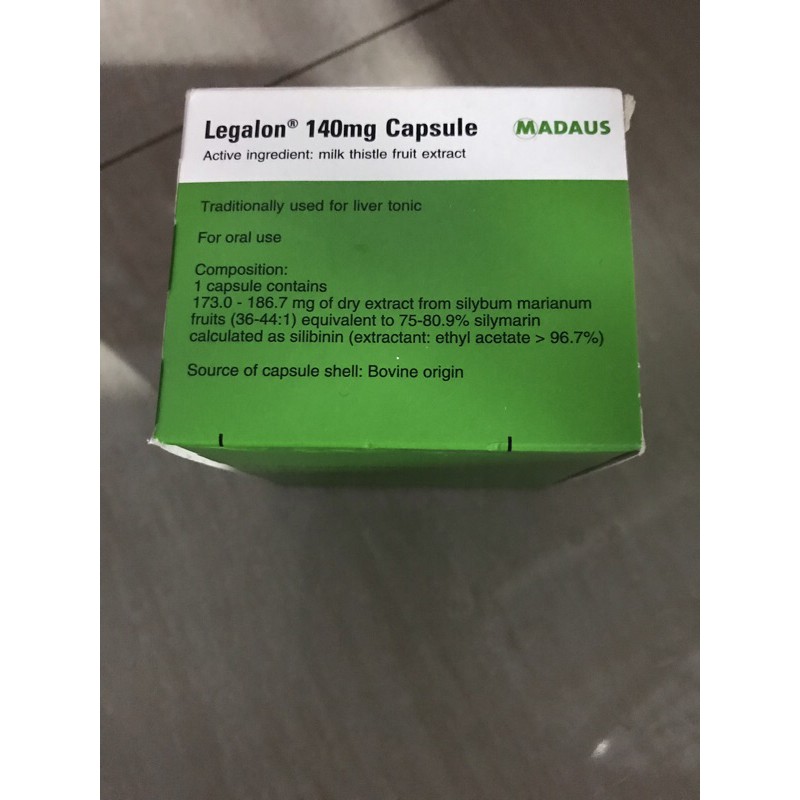 Legalon® 140mg Capsule
MADAUS
Active ingredient: milk thistle fruit extract
Traditionally used for liver tonic
For oral use
Composition:
1 capsule contains
173.0 - 186.7 mg of dry extract from silybum marianum
fruits (36-44:1) equivalent to 75-80.9% silymarin
calculated as silibinin (extractant: ethyl acetate > 96.7%)
Source of capsule shell: Bovine origin